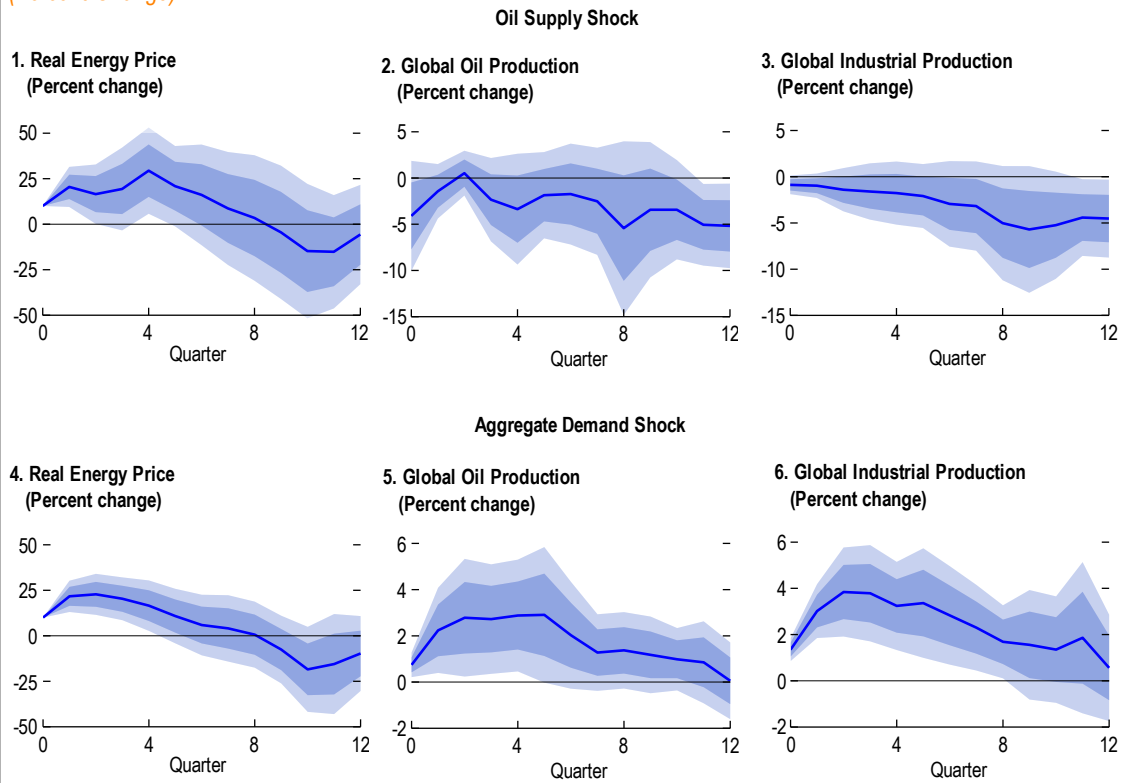 Oil Supply Shock
1. Real Energy Price
(Percent change)
50
25
0
-25
-50
0 4 8 12
Quarter
2. Global Oil Production
(Percent change)
5
0
-5
-10
-15
0 4 8 12
Quarter
3. Global Industrial Production
(Percent change)
5
0
-5
-10
-15
0 4 8 12
Quarter
Aggregate Demand Shock
4. Real Energy Price
(Percent change)
50
25
0
-25
-50
0 4 8 12
Quarter
5. Global Oil Production
(Percent change)
6
4
2
0
-2
0 4 8 12
Quarter
6. Global Industrial Production
(Percent change)
6
4
2
0
-2
0 4 8 12
Quarter